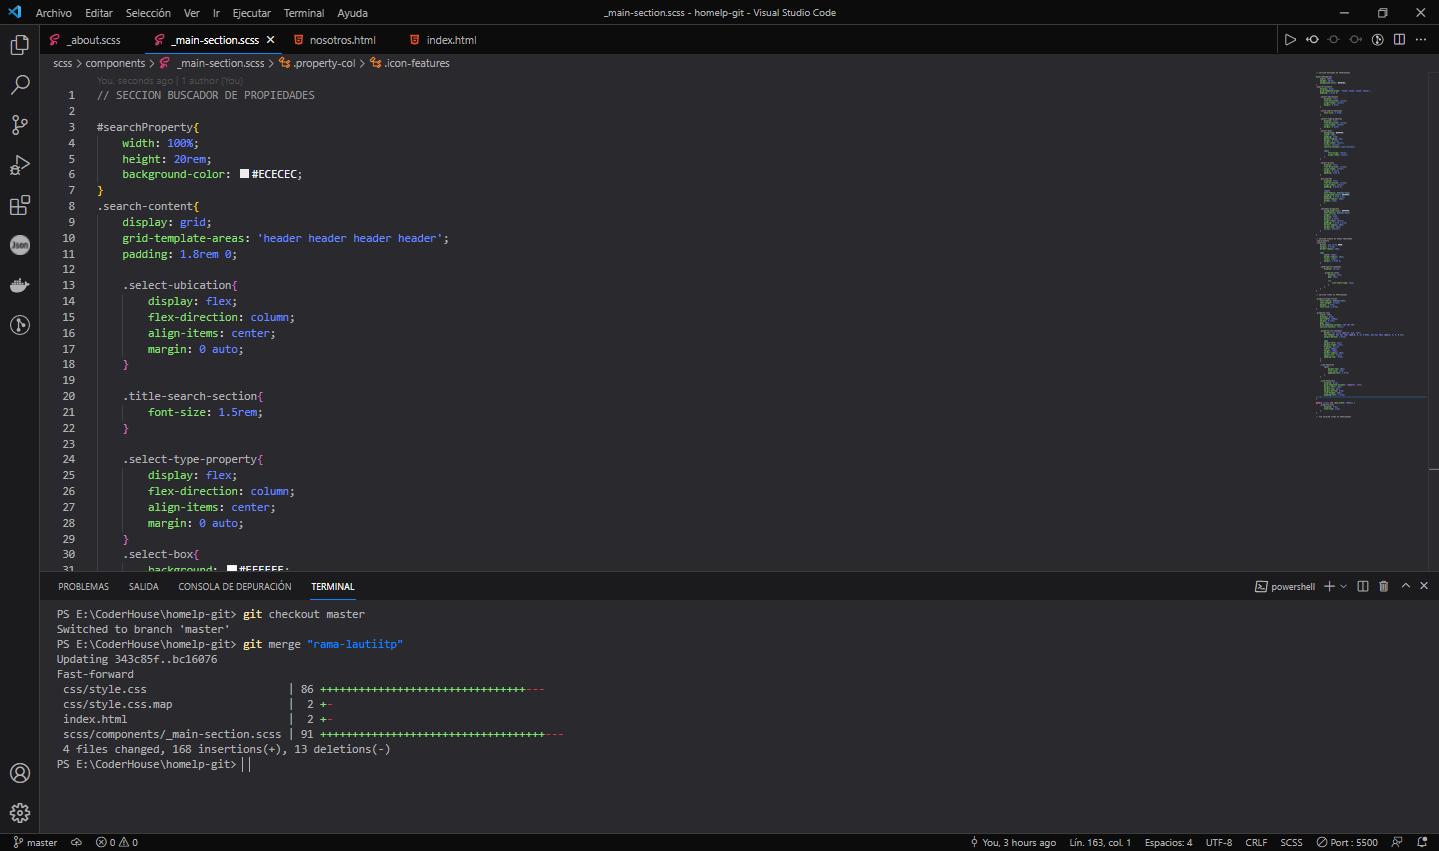 Archivo Editar Selección Ver Ir Ejecutar Terminal Ayuda
_main-section.scss - homelp-git - Visual Studio Code
_about.scss _main-section.scss nosotros.html index.html
scss > components > _main-section.scss > .property-col > .icon-features
You, seconds ago | 1 author (You)
1 // SECCION BUSCADOR DE PROPIEDADES
2
3 #searchProperty{
4 width: 100%;
5 height: 20rem;
6 background-color: #ECECEC;
7 }
8 .search-content{
9 display: grid;
10 grid-template-areas: 'header header header header';
11 padding: 1.8rem 0;
12
13 .select-ubication{
14 display: flex;
15 flex-direction: column;
16 align-items: center;
17 margin: 0 auto;
18 }
19
20 .title-search-section{
21 font-size: 1.5rem;
22 }
23
24 .select-type-property{
25 display: flex;
26 flex-direction: column;
27 align-items: center;
28 margin: 0 auto;
29 }
30 .select-box{
31 background:
Json
PROBLEMAS SALIDA CONSOLA DE DEPURACIÓN TERMINAL
powershell
PS E:\CoderHouse\homelp-git> git checkout master
Switched to branch 'master'
PS E:\CoderHouse\homelp-git> git merge "rama-lautiitp"
Updating 343c85f..bc16076
Fast-forward
css/style.css | 86 ++++++++++++++++++++++++++++++++---
css/style.css.map | 2 +-
index.html | 2 +-
scss/components/_main-section.scss | 91 +++++++++++++++++++++++++++++++++++---
4 files changed, 168 insertions(+), 13 deletions(-)
PS E:\CoderHouse\homelp-git>
master 0 0
You, 3 hours ago Lín. 163, col. 1 Espacios: 4 UTF-8 CRLF SCSS Port : 5500